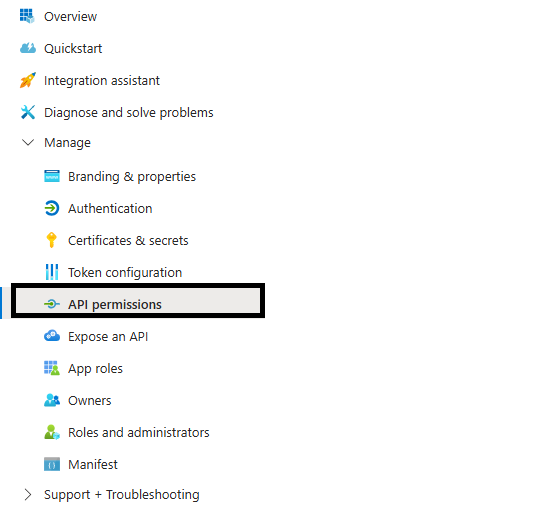 Overview
Quickstart
Integration assistant
Diagnose and solve problems
Manage
Branding & properties
Authentication
Certificates & secrets
Token configuration
API permissions
Expose an API
App roles
Owners
Roles and administrators
Manifest
Support + Troubleshooting